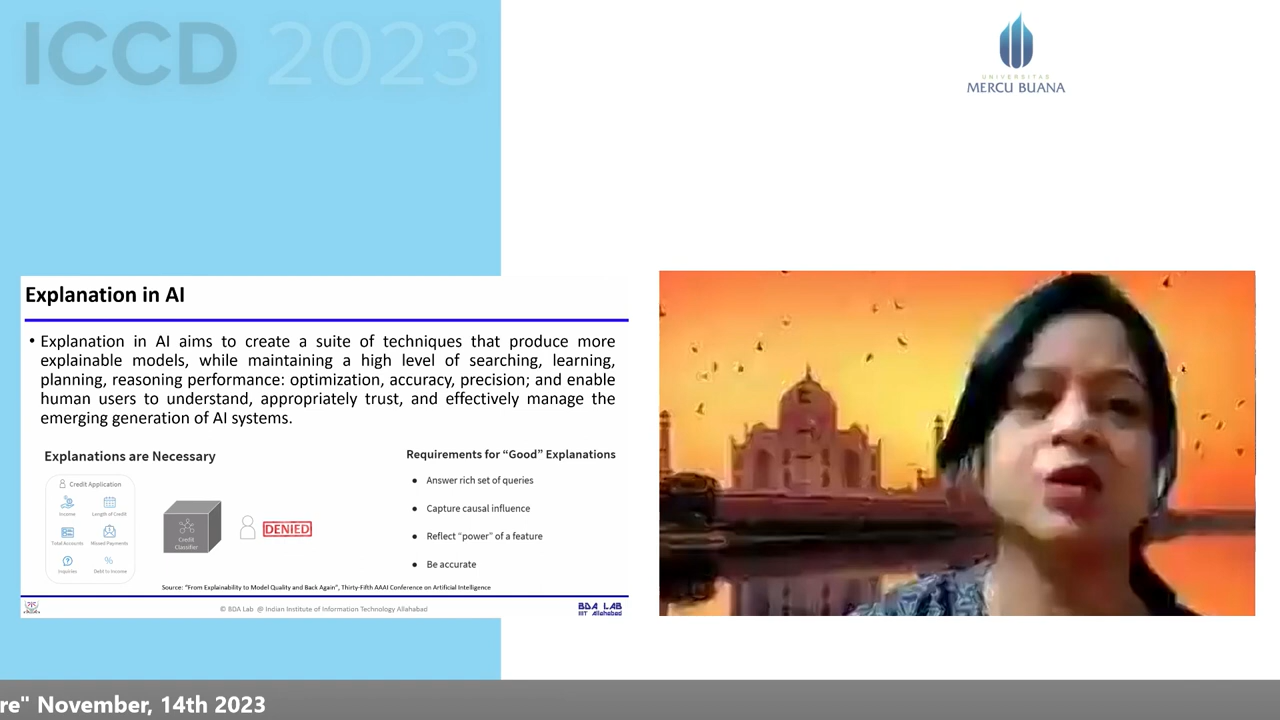 ICCD 2023
UNIVERSITAS
MERCU BUANA
Explanation in AI
• Explanation in AI aims to create a suite of techniques that produce more
explainable models, while maintaining a high level of searching, learning,
planning, reasoning performance: optimization, accuracy, precision; and enable
human users to understand, appropriately trust, and effectively manage the
emerging generation of AI systems.
Explanations are Necessary
Credit Application
Income
Length of Credit
Total Accounts
Missed Payments
Inquiries
Debt to Income
Credit
Classifier
DENIED
Requirements for “Good” Explanations
● Answer rich set of queries
● Capture causal influence
● Reflect “power” of a feature
● Be accurate
Source: “From Explainability to Model Quality and Back Again”, Thirty-Fifth AAAI Conference on Artificial Intelligence
© BDA Lab @ Indian Institute of Information Technology Allahabad
BDA LAB
IIIT Allahabad
re" November, 14th 2023